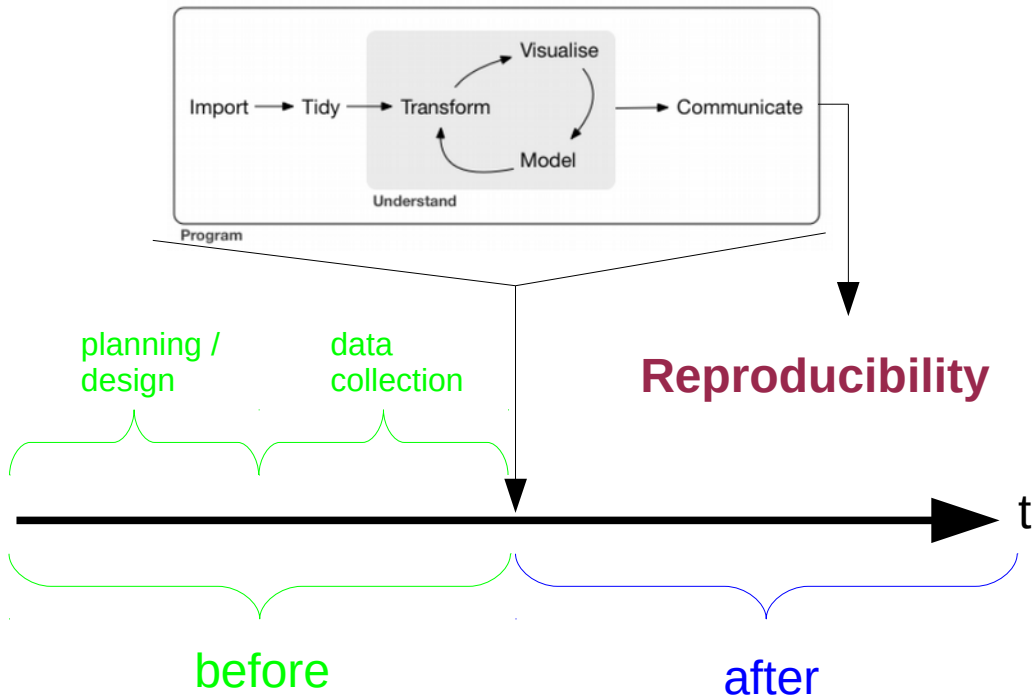 Visualise
Import Tidy Transform Communicate
Model
Understand
Program
planning /
design
data
collection
Reproducibility
t
before
after